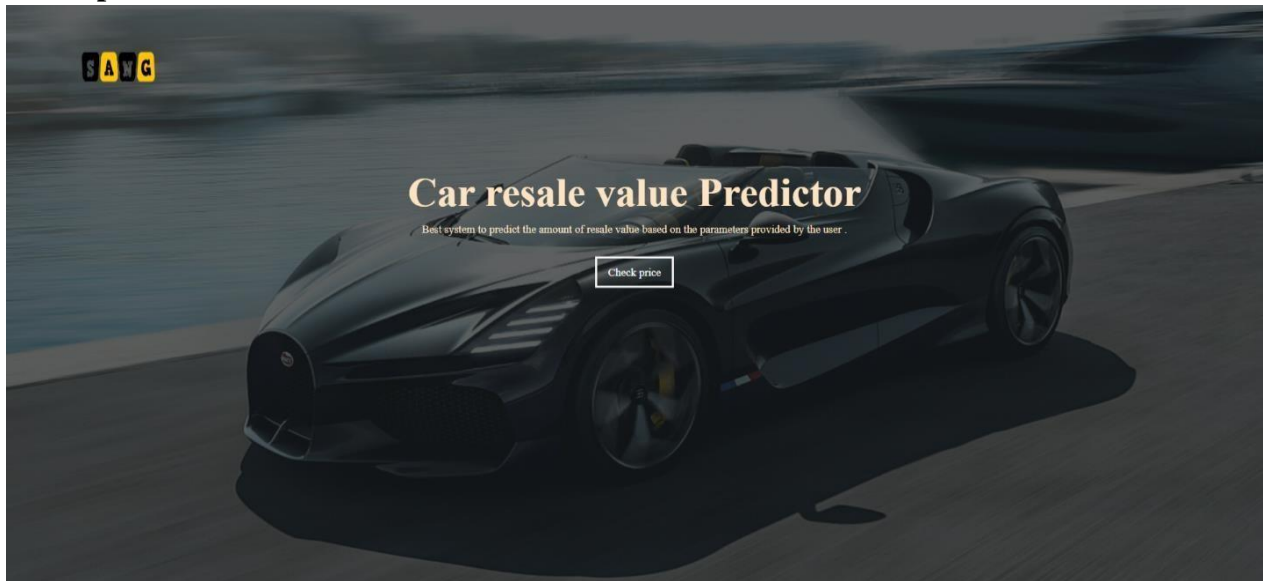 SANG
Car resale value Predictor
Best system to predict the amount of resale value based on the parameters provided by the user .
Check price